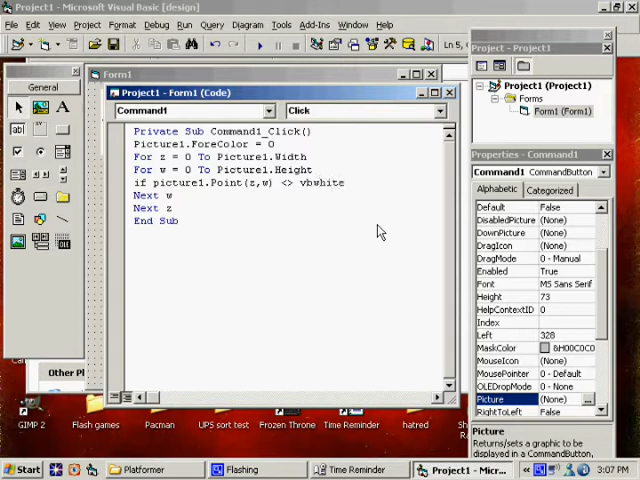 Project1 - Microsoft Visual Basic [design]
File Edit View Project Format Debug Run Query Diagram Tools Add-Ins Window Help
Ln 5,
General
Form1
Project1 - Form1 (Code)
Command1 Click
Private Sub Command1_Click()
Picture1.ForeColor = 0
For z = 0 To Picture1.Width
For w = 0 To Picture1.Height
if picture1.Point(z,w) <> vbwhite
Next w
Next z
End Sub
Project - Project1
Project1 (Project1)
Forms
Form1 (Form1)
Properties - Command1
Command1 CommandButton
Alphabetic Categorized
Default False
DisabledPicture (None)
DownPicture (None)
DragIcon (None)
DragMode 0 - Manual
Enabled True
Font MS Sans Serif
Height 73
HelpContextID 0
Index
Left 328
MaskColor &H00C0C0
MouseIcon (None)
MousePointer 0 - Default
OLEDropMode 0 - None
Picture (None) ...
RightToLeft False
Picture
Returns/sets a graphic to be displayed in a CommandButton,
Other Pl
GIMP 2 Flash games Pacman UPS sort test Frozen Throne Time Reminder hatred
Start Platformer Flashing Time Reminder Project1 - Micr... 3:07 PM